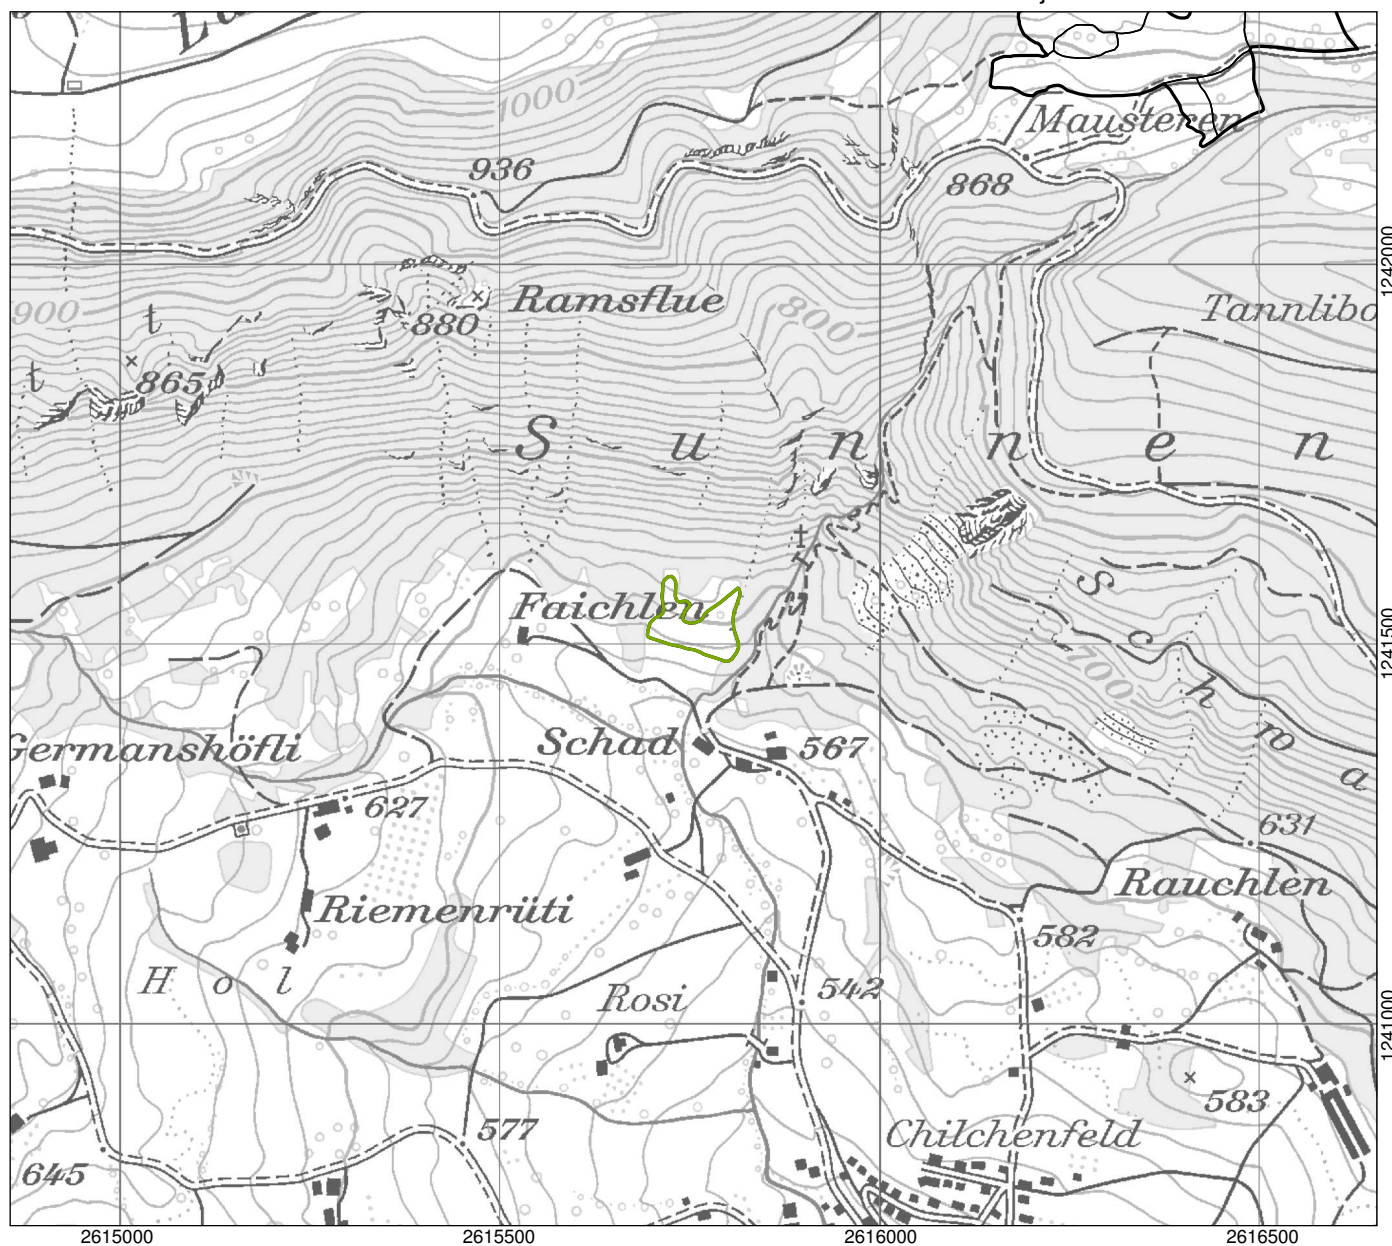 1000
Mausteren
936
868
1242000
Ramsflue
900
t
880
800
Tannlibo
t
865
S u n n e n
t
S c h r a
Faichlen
1241500
700
Germanshöfli
Schad
567
627
631
Rauchlen
Riemenrüti
582
H o l
Rosi
542
1241000
583
577
Chilchenfeld
645
2615000
2615500
2616000
2616500